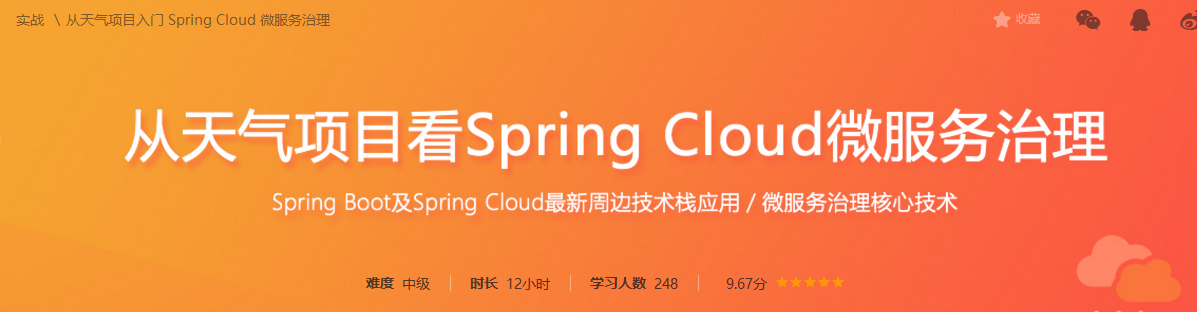 实战 \ 从天气项目入门 Spring Cloud 微服务治理
收藏
从天气项目看Spring Cloud微服务治理
Spring Boot及Spring Cloud最新周边技术栈应用 / 微服务治理核心技术
难度 中级 时长 12小时 学习人数 248 9.67分